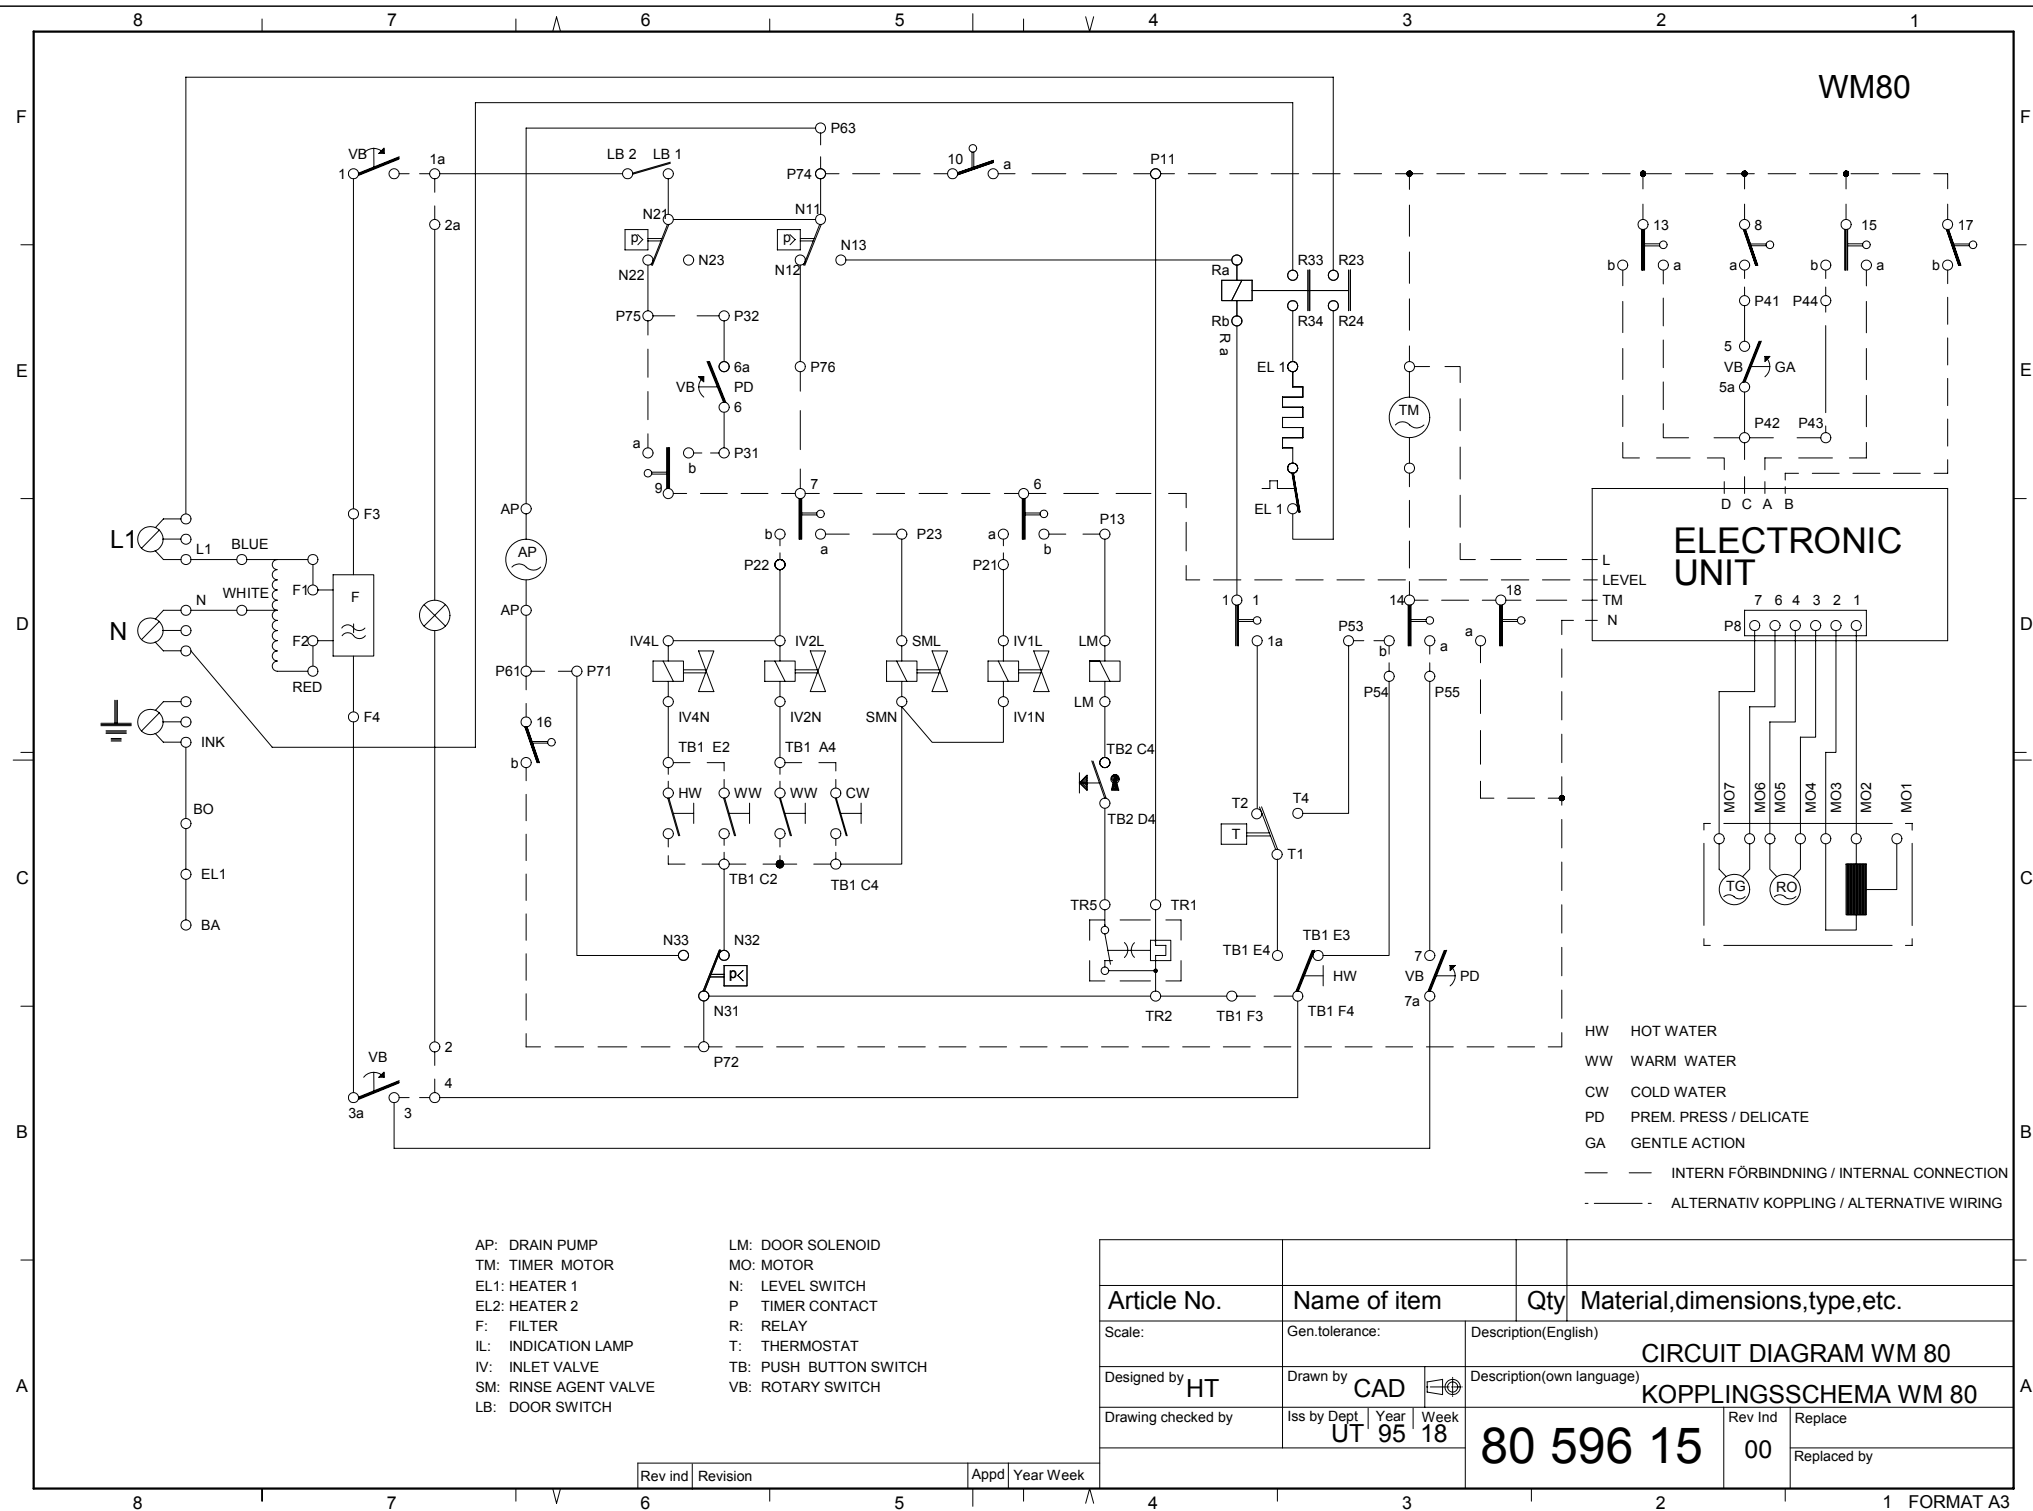 8 7 6 5 4 3 2 1
WM80
F F
VB 1a LB 2 LB 1 P63
1 P74 10 a P11
2a N21 N11 13 8 15 17
P> P> N13
N22 N23 N12 Ra R33 R23 b a a b a b
P41 P44
P75 P32 Rb R34 R24
R a
E E
6a P76 EL 1 5
VB PD VB GA
6 TM 5a
P42 P43
a b P31
9 7 6
D C A B
F3 AP EL 1
L1 L1 BLUE AP b a P23 a b P13 ELECTRONIC
UNIT
P22 P21 L
LEVEL
N WHITE F1 F AP 1 1 14 18 TM
D D
N F2 IV4L IV2L SML IV1L LM 1a P53 b a a N
P8 7 6 4 3 2 1
RED P61 P71 P54 P55
F4 16 IV4N IV2N SMN IV1N LM
INK b TB1 E2 TB1 A4 TB2 C4
HW WW WW CW T2 T4
BO TB2 D4 T T1
MO7 MO6 MO5 MO4 MO3 MO2 MO1
C C
EL1 TB1 C2 TB1 C4 TG RO
BA TR5 TR1
N33 N32 TB1 E4 TB1 E3 7
P< HW VB PD
N31 TR2 TB1 F3 TB1 F4 7a
P72
VB 2
4
3a 3
B B
HW HOT WATER
WW WARM WATER
CW COLD WATER
PD PREM. PRESS / DELICATE
GA GENTLE ACTION
INTERN FÖRBINDNING / INTERNAL CONNECTION
ALTERNATIV KOPPLING / ALTERNATIVE WIRING
AP: DRAIN PUMP
TM: TIMER MOTOR
EL1: HEATER 1
EL2: HEATER 2
F: FILTER
IL: INDICATION LAMP
IV: INLET VALVE
SM: RINSE AGENT VALVE
LB: DOOR SWITCH
LM: DOOR SOLENOID
MO: MOTOR
N: LEVEL SWITCH
P TIMER CONTACT
R: RELAY
T: THERMOSTAT
TB: PUSH BUTTON SWITCH
VB: ROTARY SWITCH
A A
Article No. Name of item Qty Material,dimensions,type,etc.
Scale: Gen.tolerance: Description(English)
CIRCUIT DIAGRAM WM 80
Designed by HT Drawn by CAD Description(own language)
KOPPLINGSSCHEMA WM 80
Drawing checked by Iss by Dept UT Year 95 Week 18
80 596 15 Rev Ind 00 Replace
Replaced by
Rev ind Revision Appd Year Week
8 7 6 5 4 3 2 1 FORMAT A3